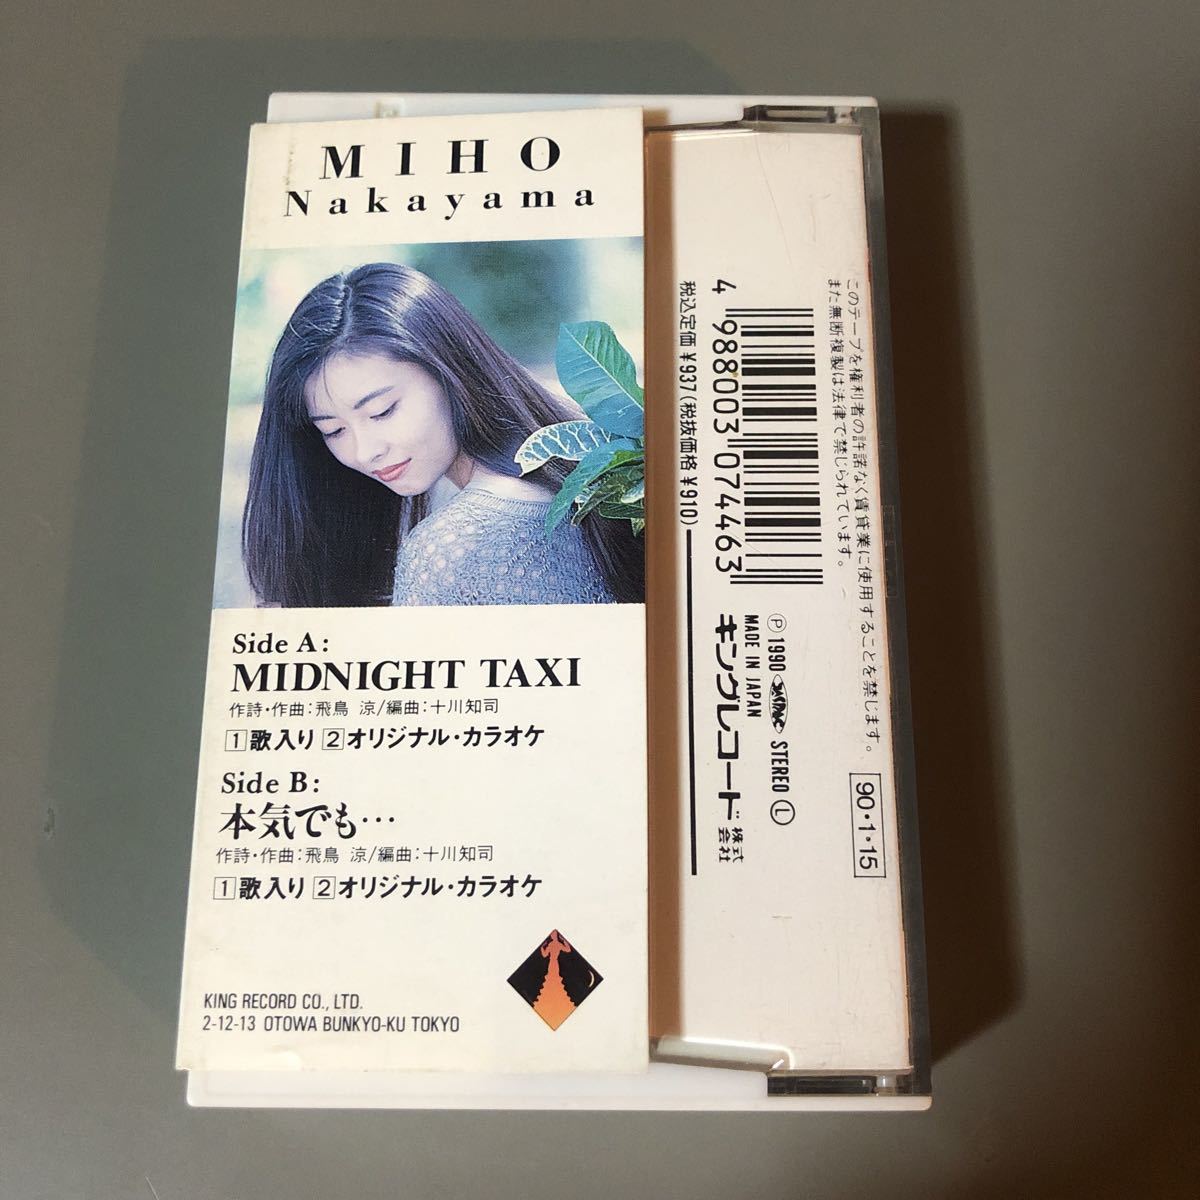 MIHO
Nakayama
Side A:
MIDNIGHT TAXI
作詩・作曲:飛鳥 涼/編曲:十川知司
1 歌入り 2 オリジナル・カラオケ
Side B:
本気でも…
作詩・作曲:飛鳥 涼/編曲:十川知司
1 歌入り 2 オリジナル・カラオケ
KING RECORD CO., LTD.
2-12-13 OTOWA BUNKYO-KU TOKYO
このテープを権利者の許諾なく賃貸業に使用することを禁じます。
また無断複製は法律で禁じられています。
90・1・15
4 988003 074463
税込定価 ¥937(税抜価格 ¥910)
Ⓟ 1990 STEREO Ⓛ
MADE IN JAPAN
キングレコード株式会社